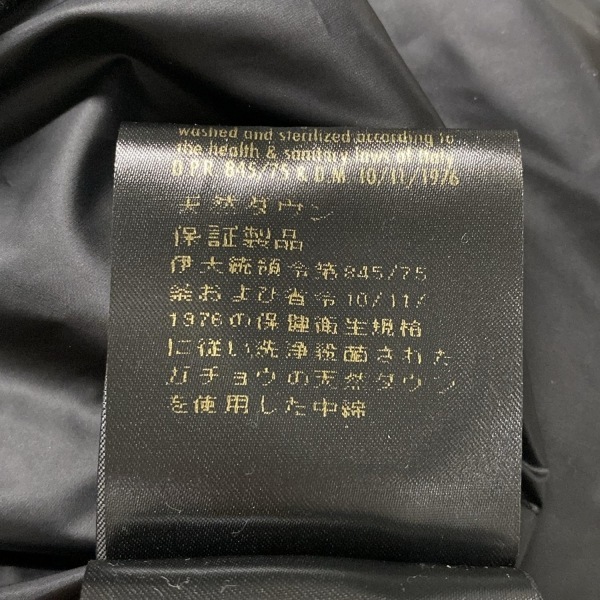 washed and sterilized according to
the health & sanitary laws of Italy
D.P.R. 845/75 & D.M. 10/11/1976
天然ダウン
保証製品
伊大統領令第845/75
条および省令10/11/
1976の保健衛生規格
に従い洗浄殺菌された
ガチョウの天然ダウン
を使用した中綿